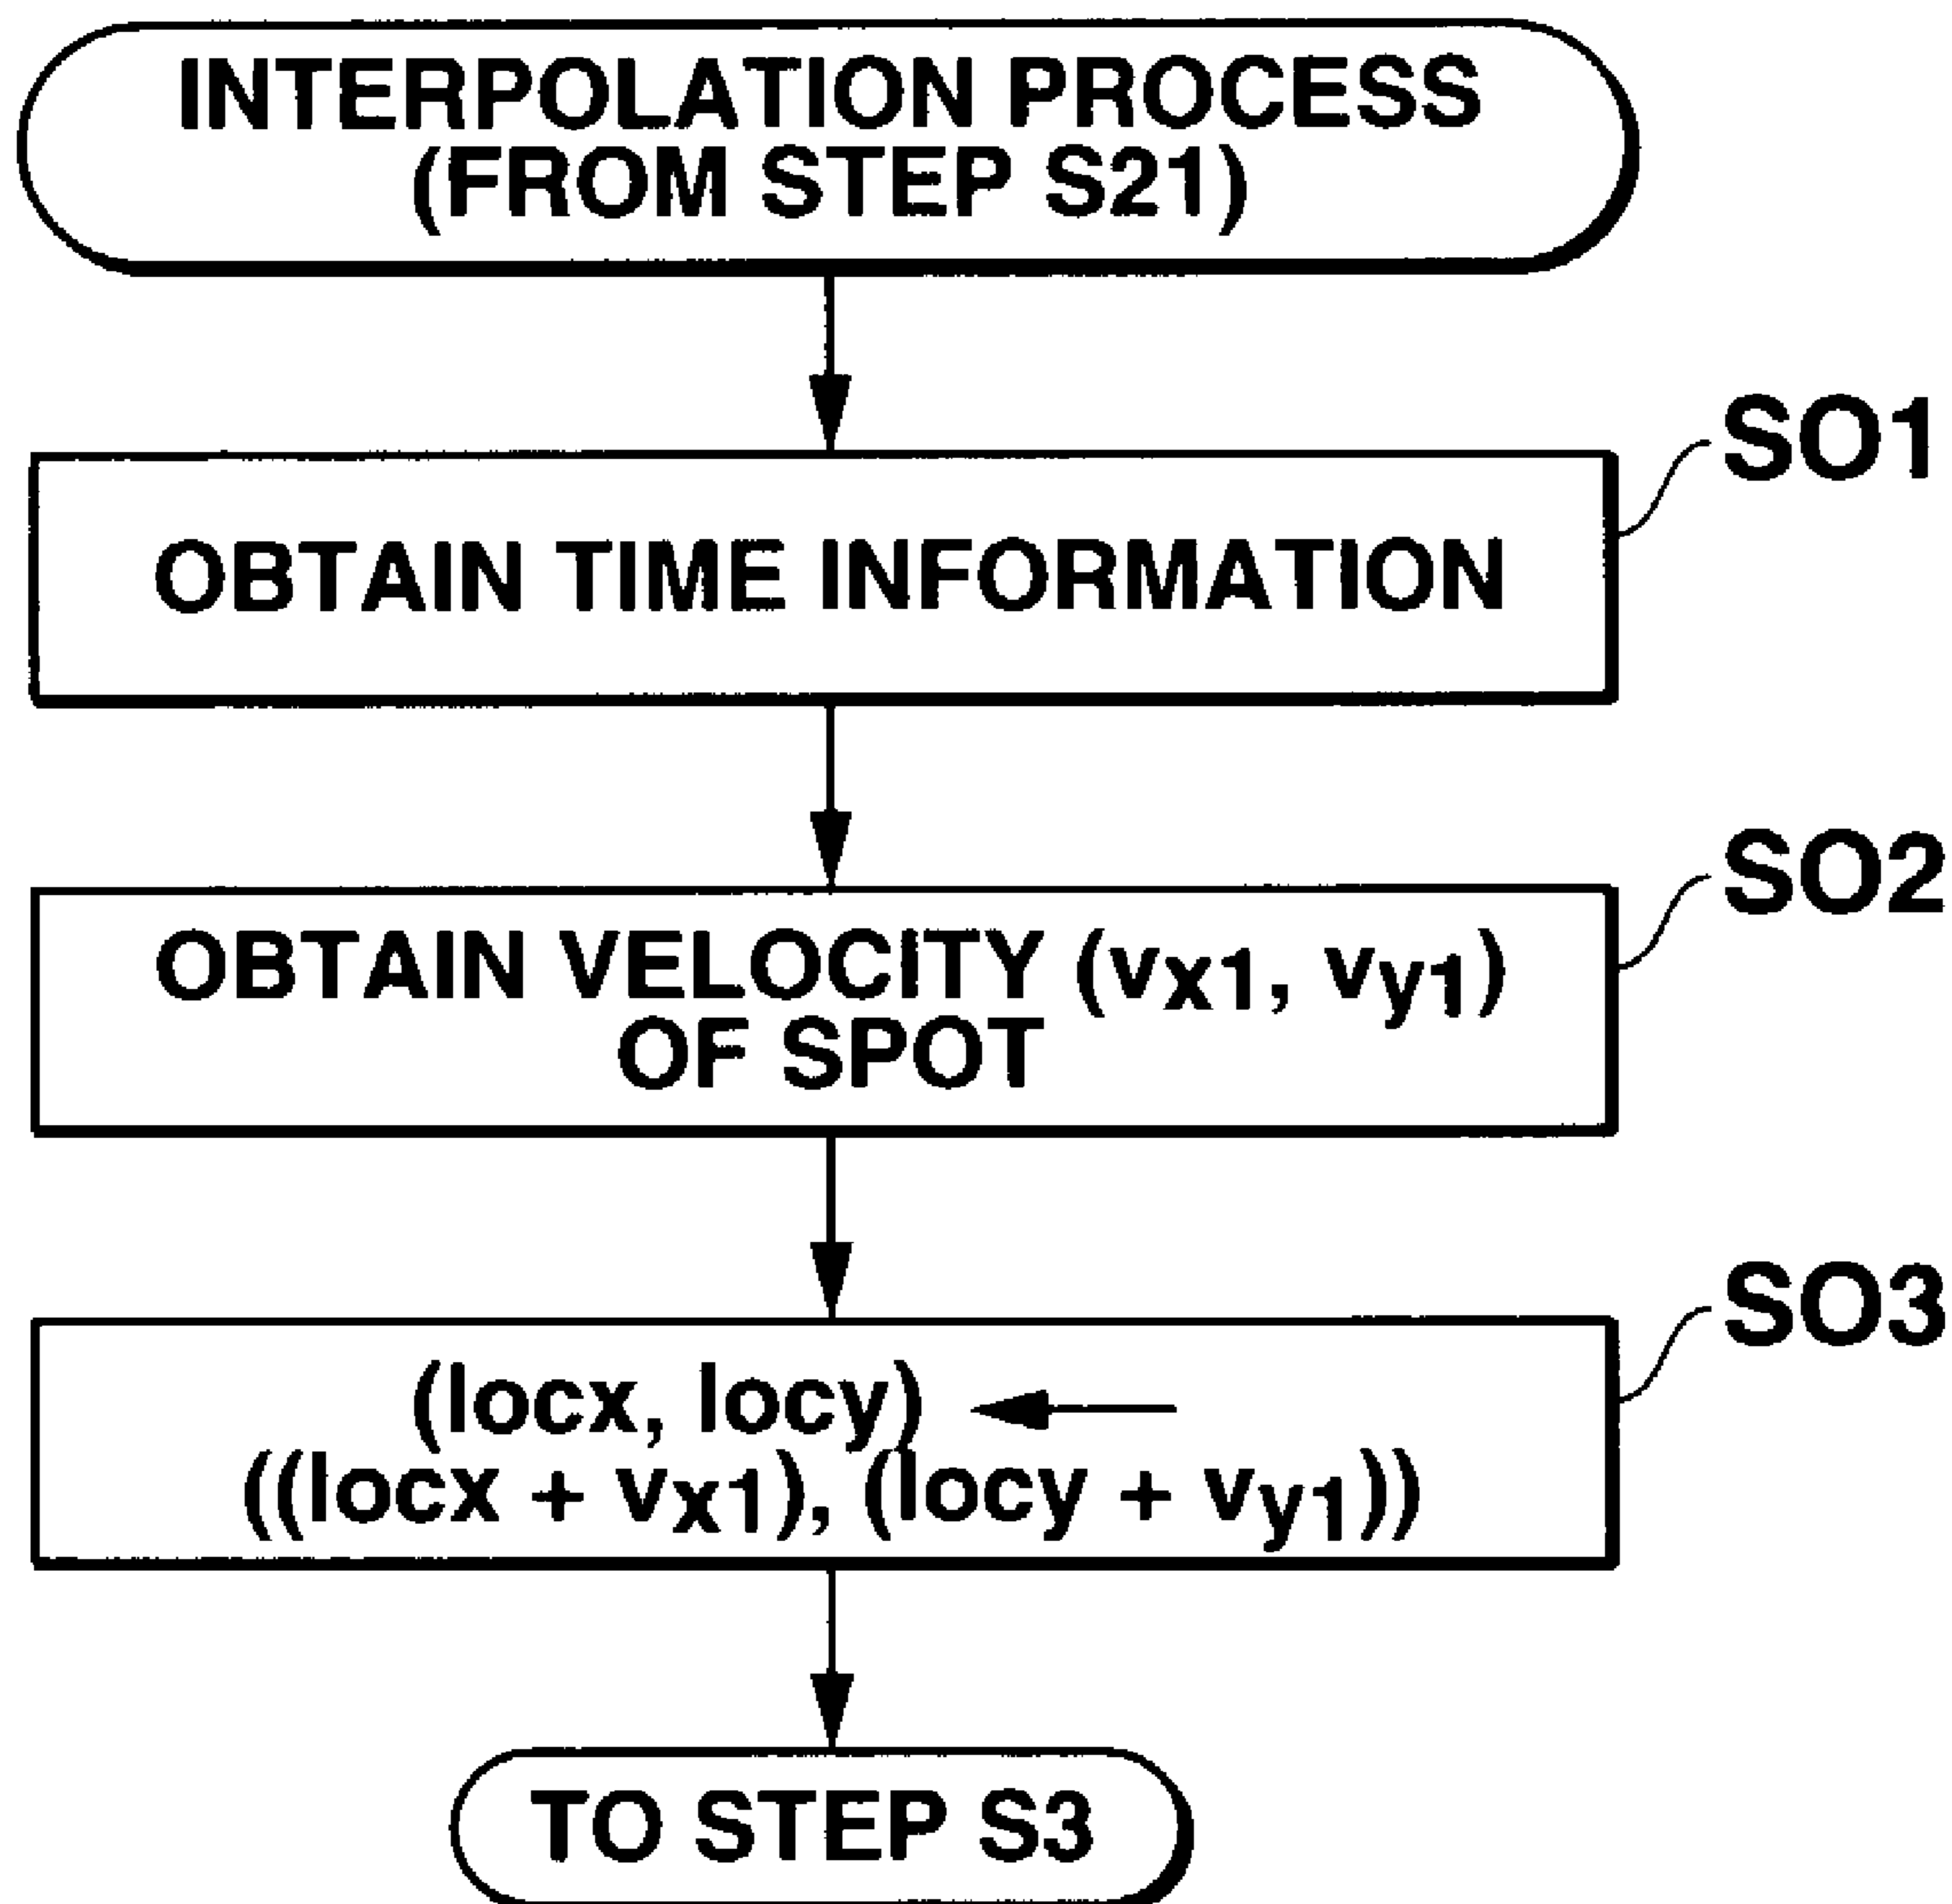 INTERPOLATION PROCESS
(FROM STEP S21)
SO1
OBTAIN TIME INFORMATION
SO2
OBTAIN VELOCITY (vx1, vy1)
OF SPOT
SO3
(locx, locy) ←
((locx + vx1), (locy + vy1))
TO STEP S3